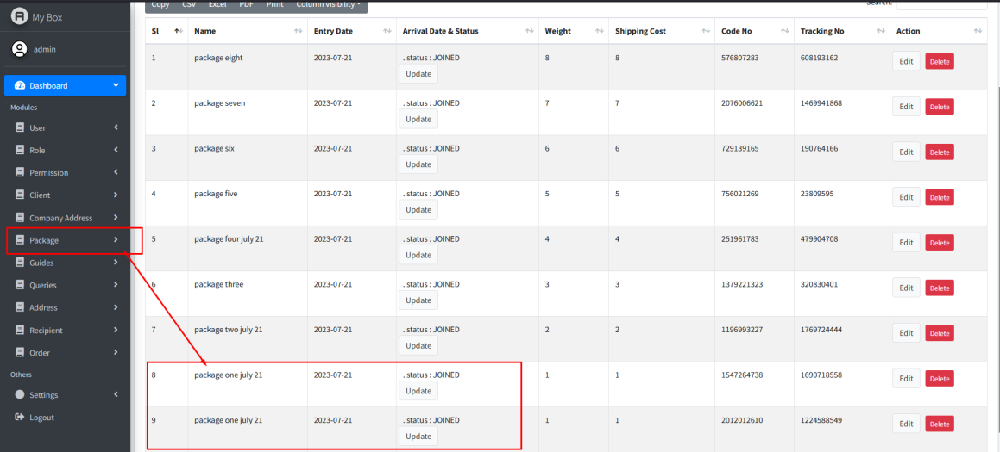 Copy CSV Excel PDF Print Column visibility
Search:
My Box
admin
Dashboard
Modules
User
Role
Permission
Client
Company Address
Package
Guides
Queries
Address
Recipient
Order
Others
Settings
Logout
Sl Name Entry Date Arrival Date & Status Weight Shipping Cost Code No Tracking No Action
1 package eight 2023-07-21 . status : JOINED 8 8 576807283 608193162 Edit Delete
Update
2 package seven 2023-07-21 . status : JOINED 7 7 2076006621 1469941868 Edit Delete
Update
3 package six 2023-07-21 . status : JOINED 6 6 729139165 190764166 Edit Delete
Update
4 package five 2023-07-21 . status : JOINED 5 5 756021269 23809595 Edit Delete
Update
5 package four july 21 2023-07-21 . status : JOINED 4 4 251961783 479904708 Edit Delete
Update
6 package three 2023-07-21 . status : JOINED 3 3 1379221323 320830401 Edit Delete
Update
7 package two july 21 2023-07-21 . status : JOINED 2 2 1196993227 1769724444 Edit Delete
Update
8 package one july 21 2023-07-21 . status : JOINED 1 1 1547264738 1690718558 Edit Delete
Update
9 package one july 21 2023-07-21 . status : JOINED 1 1 2012012610 1224588549 Edit Delete
Update